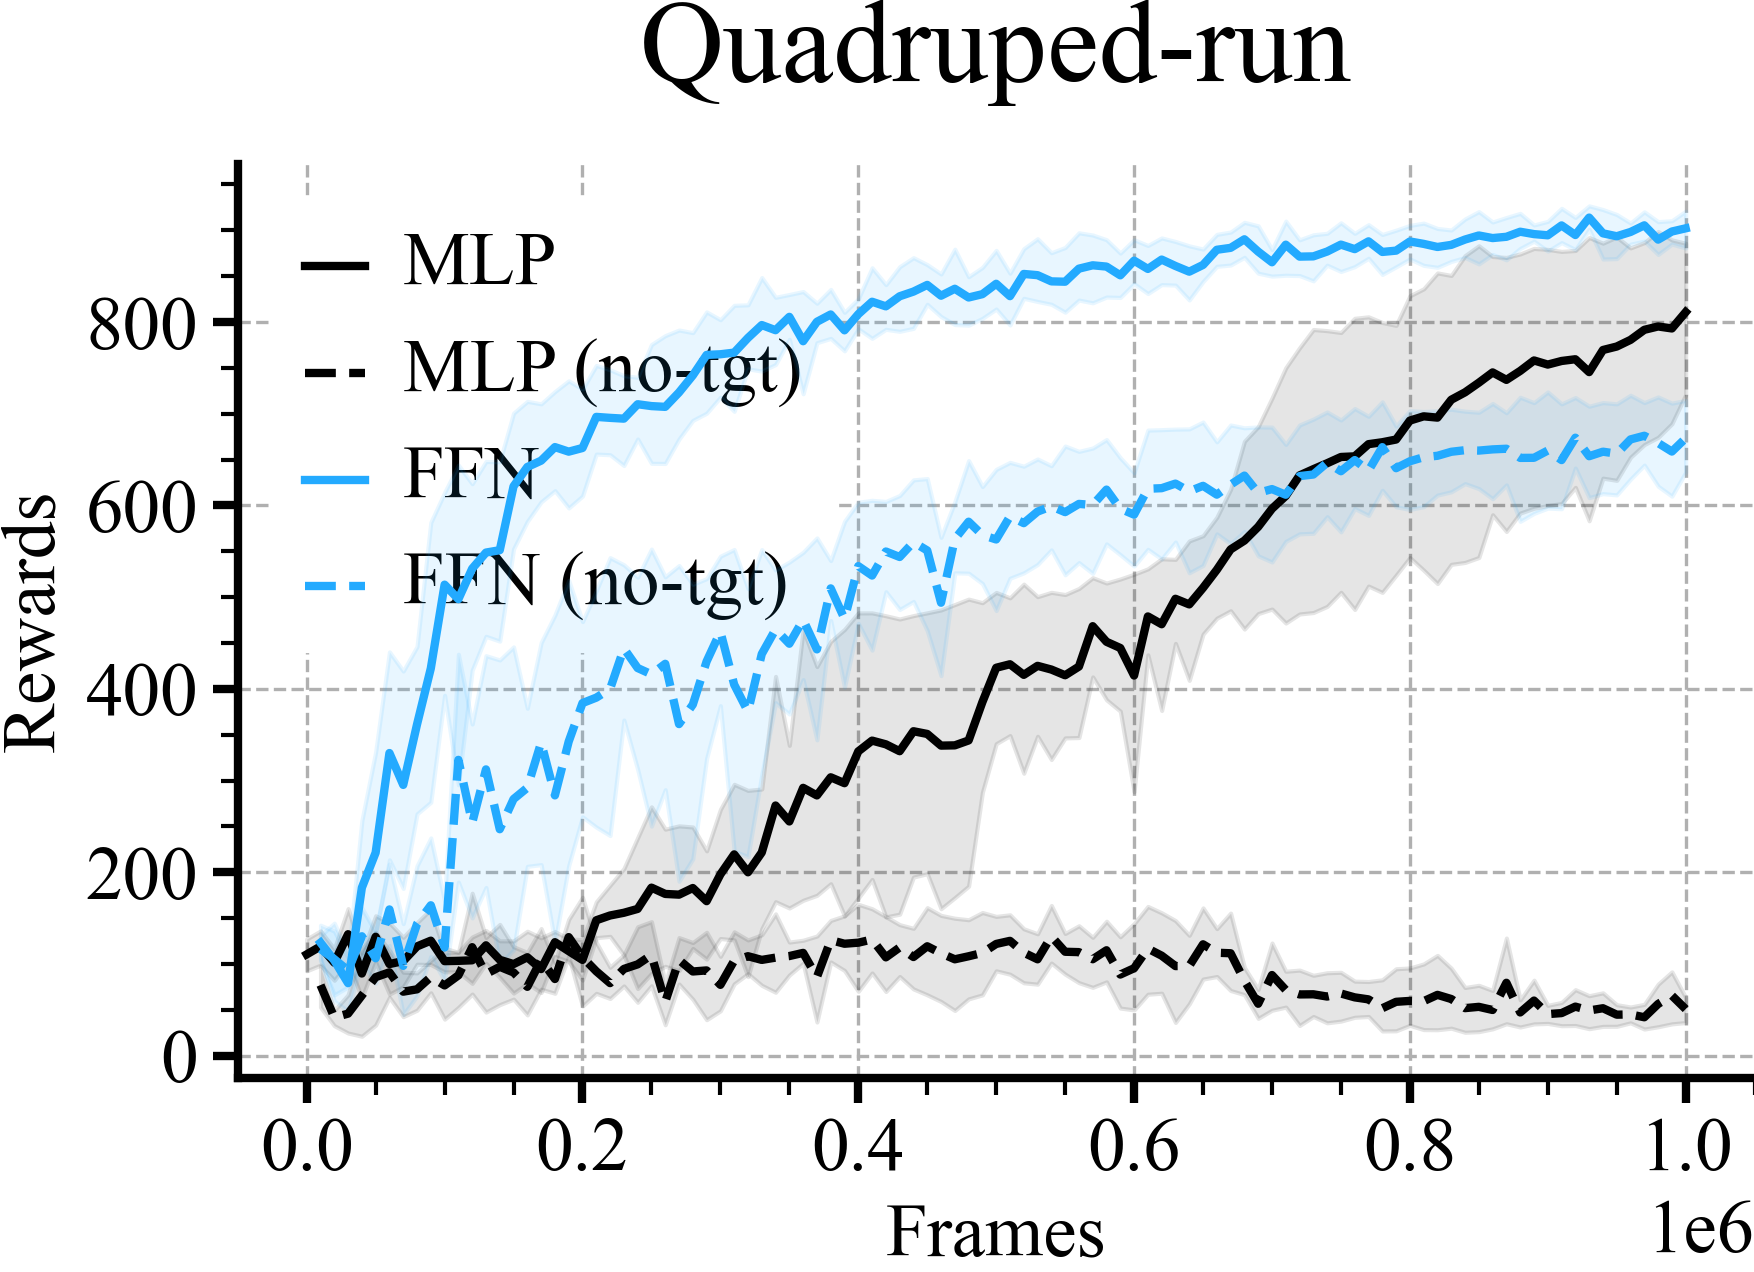 Quadruped-run
MLP
MLP (no-tgt)
FFN
FFN (no-tgt)
Rewards
800
600
400
200
0
0.0 0.2 0.4 0.6 0.8 1.0
Frames
1e6